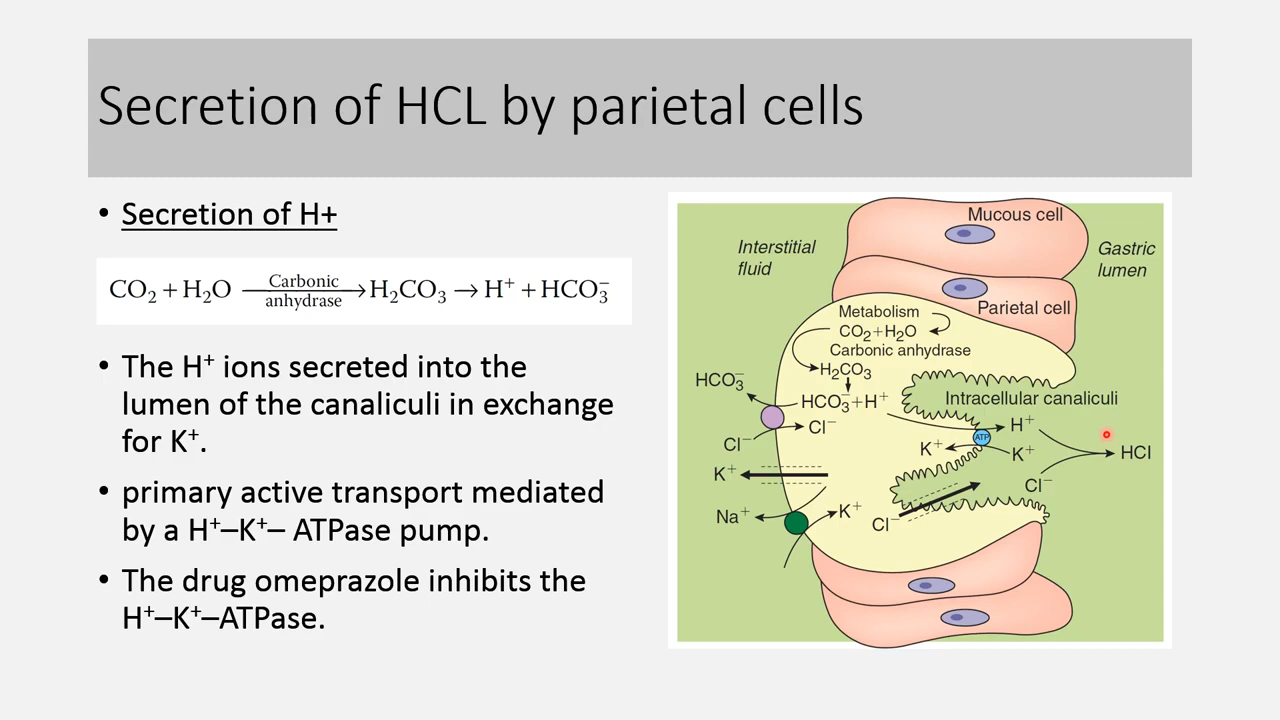 Secretion of HCL by parietal cells
• Secretion of H+
CO₂ + H₂O Carbonic anhydrase → H₂CO₃ → H⁺ + HCO₃⁻
• The H⁺ ions secreted into the
lumen of the canaliculi in exchange
for K⁺.
• primary active transport mediated
by a H⁺–K⁺– ATPase pump.
• The drug omeprazole inhibits the
H⁺–K⁺–ATPase.
Mucous cell
Interstitial
fluid
Gastric
lumen
Parietal cell
Metabolism
CO₂+H₂O
Carbonic anhydrase
H₂CO₃
HCO₃⁻
HCO₃⁻+H⁺
Intracellular canaliculi
Cl⁻
Cl⁻
H⁺
ATP
K⁺
K⁺
HCl
K⁺
Cl⁻
Na⁺
K⁺
Cl⁻